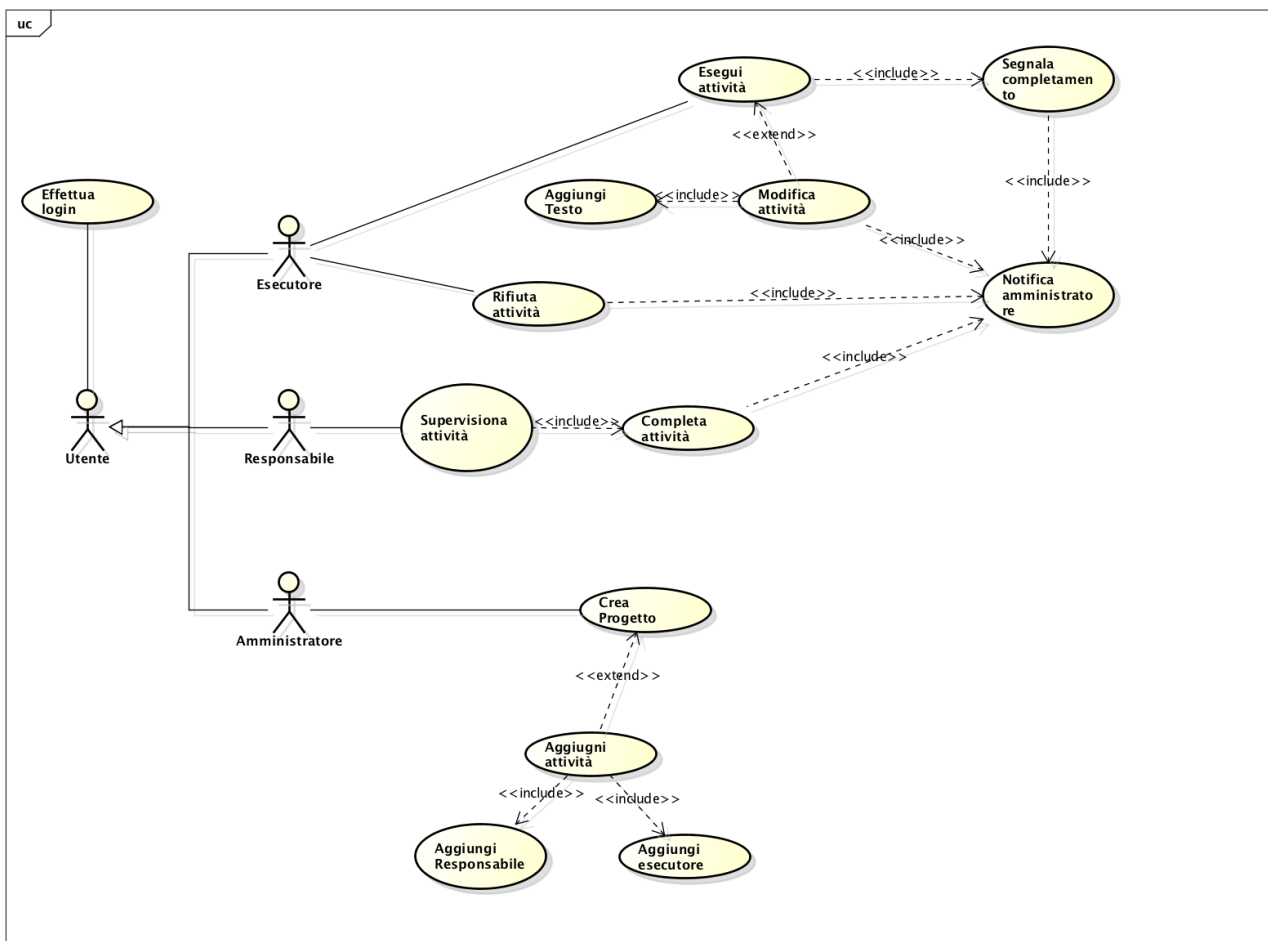 uc
Esegui
attività
<<include>>
Segnala
completamen
to
<<extend>>
Effettua
login
Aggiungi
Testo
<<include>>
Modifica
attività
<<include>>
<<include>>
Esecutore
Rifiuta
attività
<<include>>
Notifica
amministrato
re
<<include>>
Utente
Responsabile
Supervisiona
attività
<<include>>
Completa
attività
Amministratore
Crea
Progetto
<<extend>>
Aggiugni
attività
<<include>>
<<include>>
Aggiungi
Responsabile
Aggiungi
esecutore